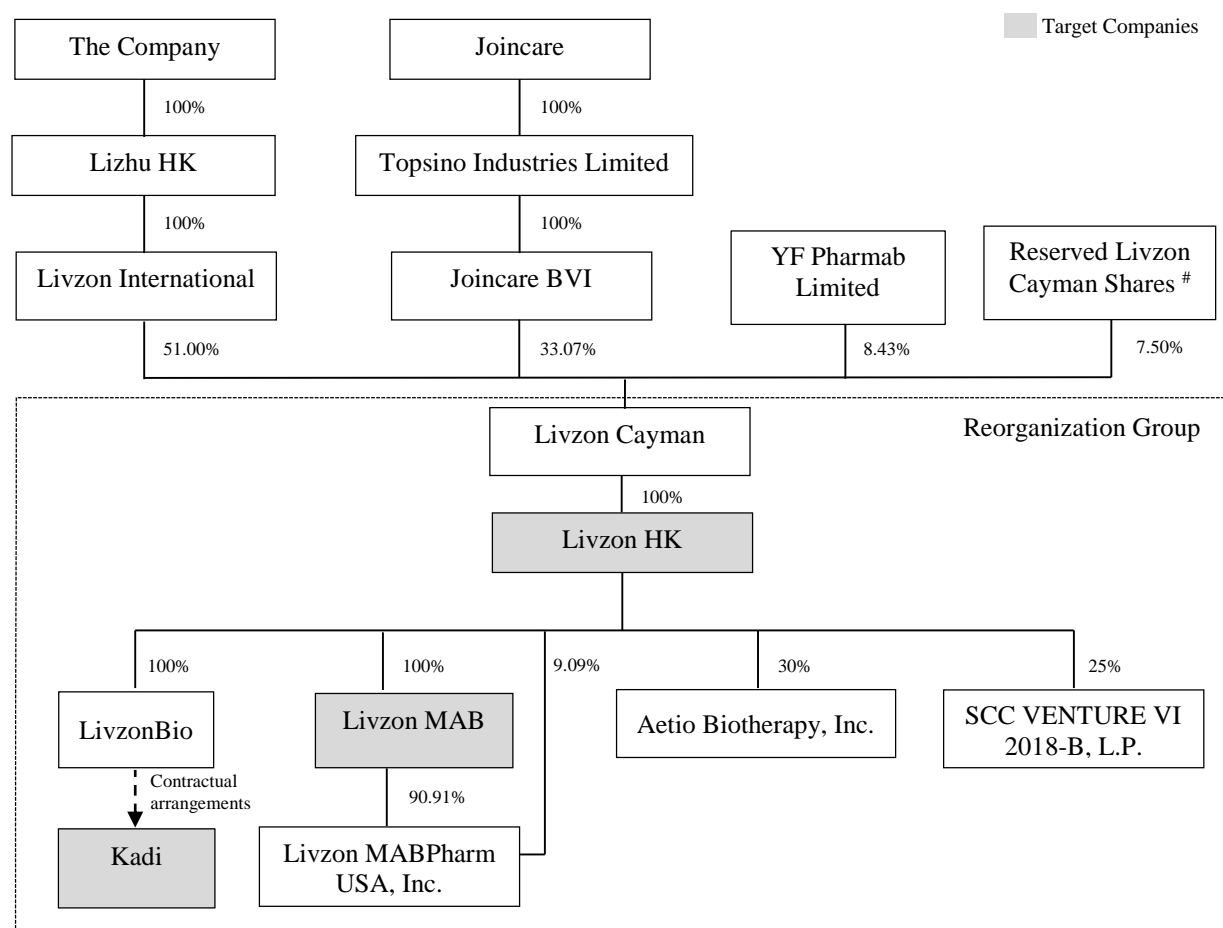 Target Companies
The Company
Joincare
100%
100%
Lizhu HK
Topsino Industries Limited
100%
100%
Livzon International
Joincare BVI
YF Pharmab
Limited
Reserved Livzon
Cayman Shares #
51.00%
33.07%
8.43%
7.50%
Livzon Cayman
Reorganization Group
100%
Livzon HK
100%
100%
9.09%
30%
25%
LivzonBio
Livzon MAB
Aetio Biotherapy, Inc.
SCC VENTURE VI
2018-B, L.P.
Contractual
arrangements
90.91%
Kadi
Livzon MABPharm
USA, Inc.